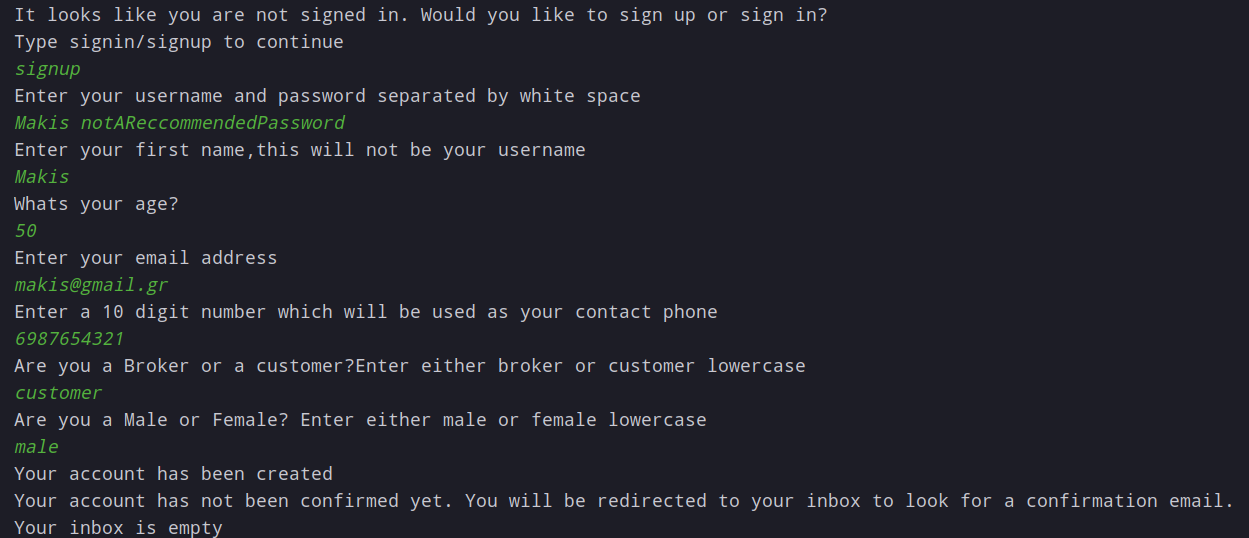 It looks like you are not signed in. Would you like to sign up or sign in?
Type signin/signup to continue
signup
Enter your username and password separated by white space
Makis notAReccommendedPassword
Enter your first name,this will not be your username
Makis
Whats your age?
50
Enter your email address
makis@gmail.gr
Enter a 10 digit number which will be used as your contact phone
6987654321
Are you a Broker or a customer?Enter either broker or customer lowercase
customer
Are you a Male or Female? Enter either male or female lowercase
male
Your account has been created
Your account has not been confirmed yet. You will be redirected to your inbox to look for a confirmation email.
Your inbox is empty